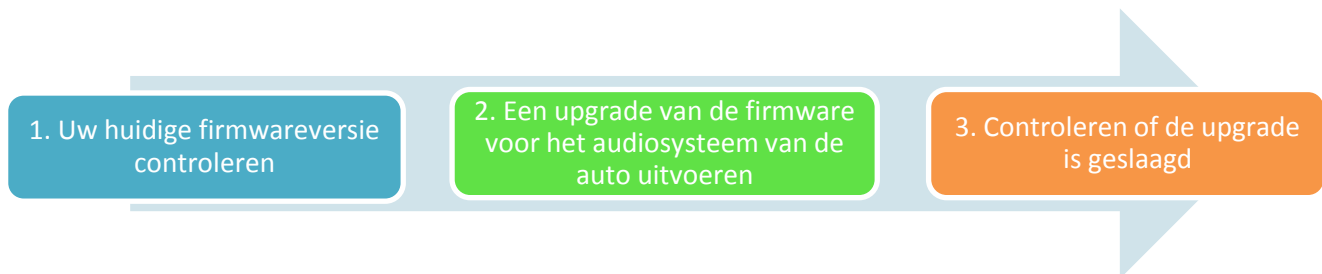 1. Uw huidige firmwareversie
controleren
2. Een upgrade van de firmware
voor het audiosysteem van de
auto uitvoeren
3. Controleren of de upgrade
is geslaagd